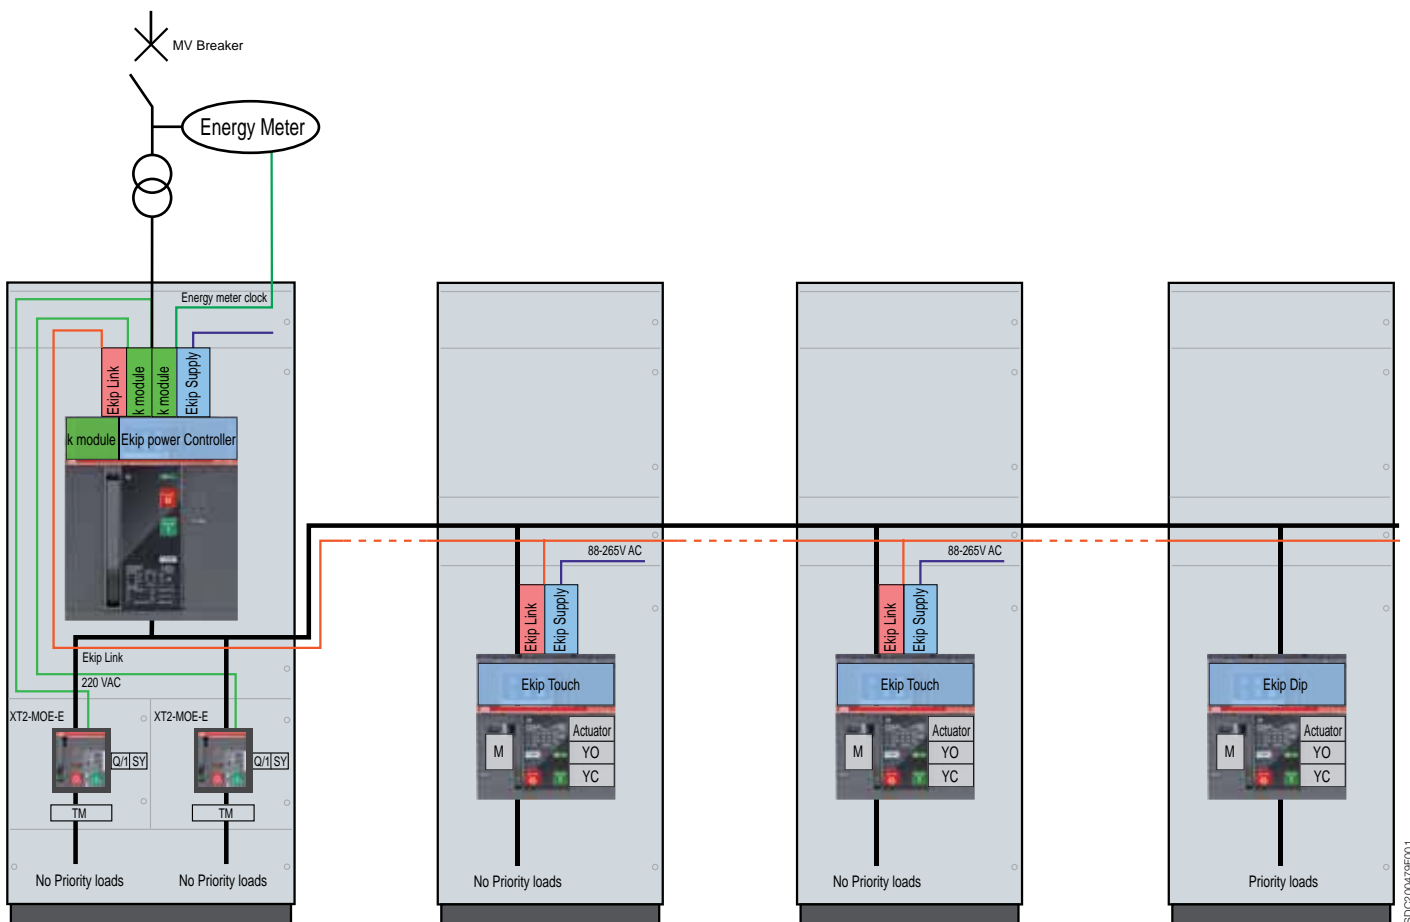 MV Breaker
Energy Meter
Energy meter clock
Ekip Link
k module
k module
Ekip Supply
k module
Ekip power Controller
Ekip Link
220 VAC
XT2-MOE-E
Q/1 SY
TM
No Priority loads
XT2-MOE-E
Q/1 SY
TM
No Priority loads
88-265V AC
Ekip Link
Ekip Supply
Ekip Touch
M
Actuator
YO
YC
No Priority loads
88-265V AC
Ekip Link
Ekip Supply
Ekip Touch
M
Actuator
YO
YC
No Priority loads
Ekip Dip
M
Actuator
YO
YC
Priority loads